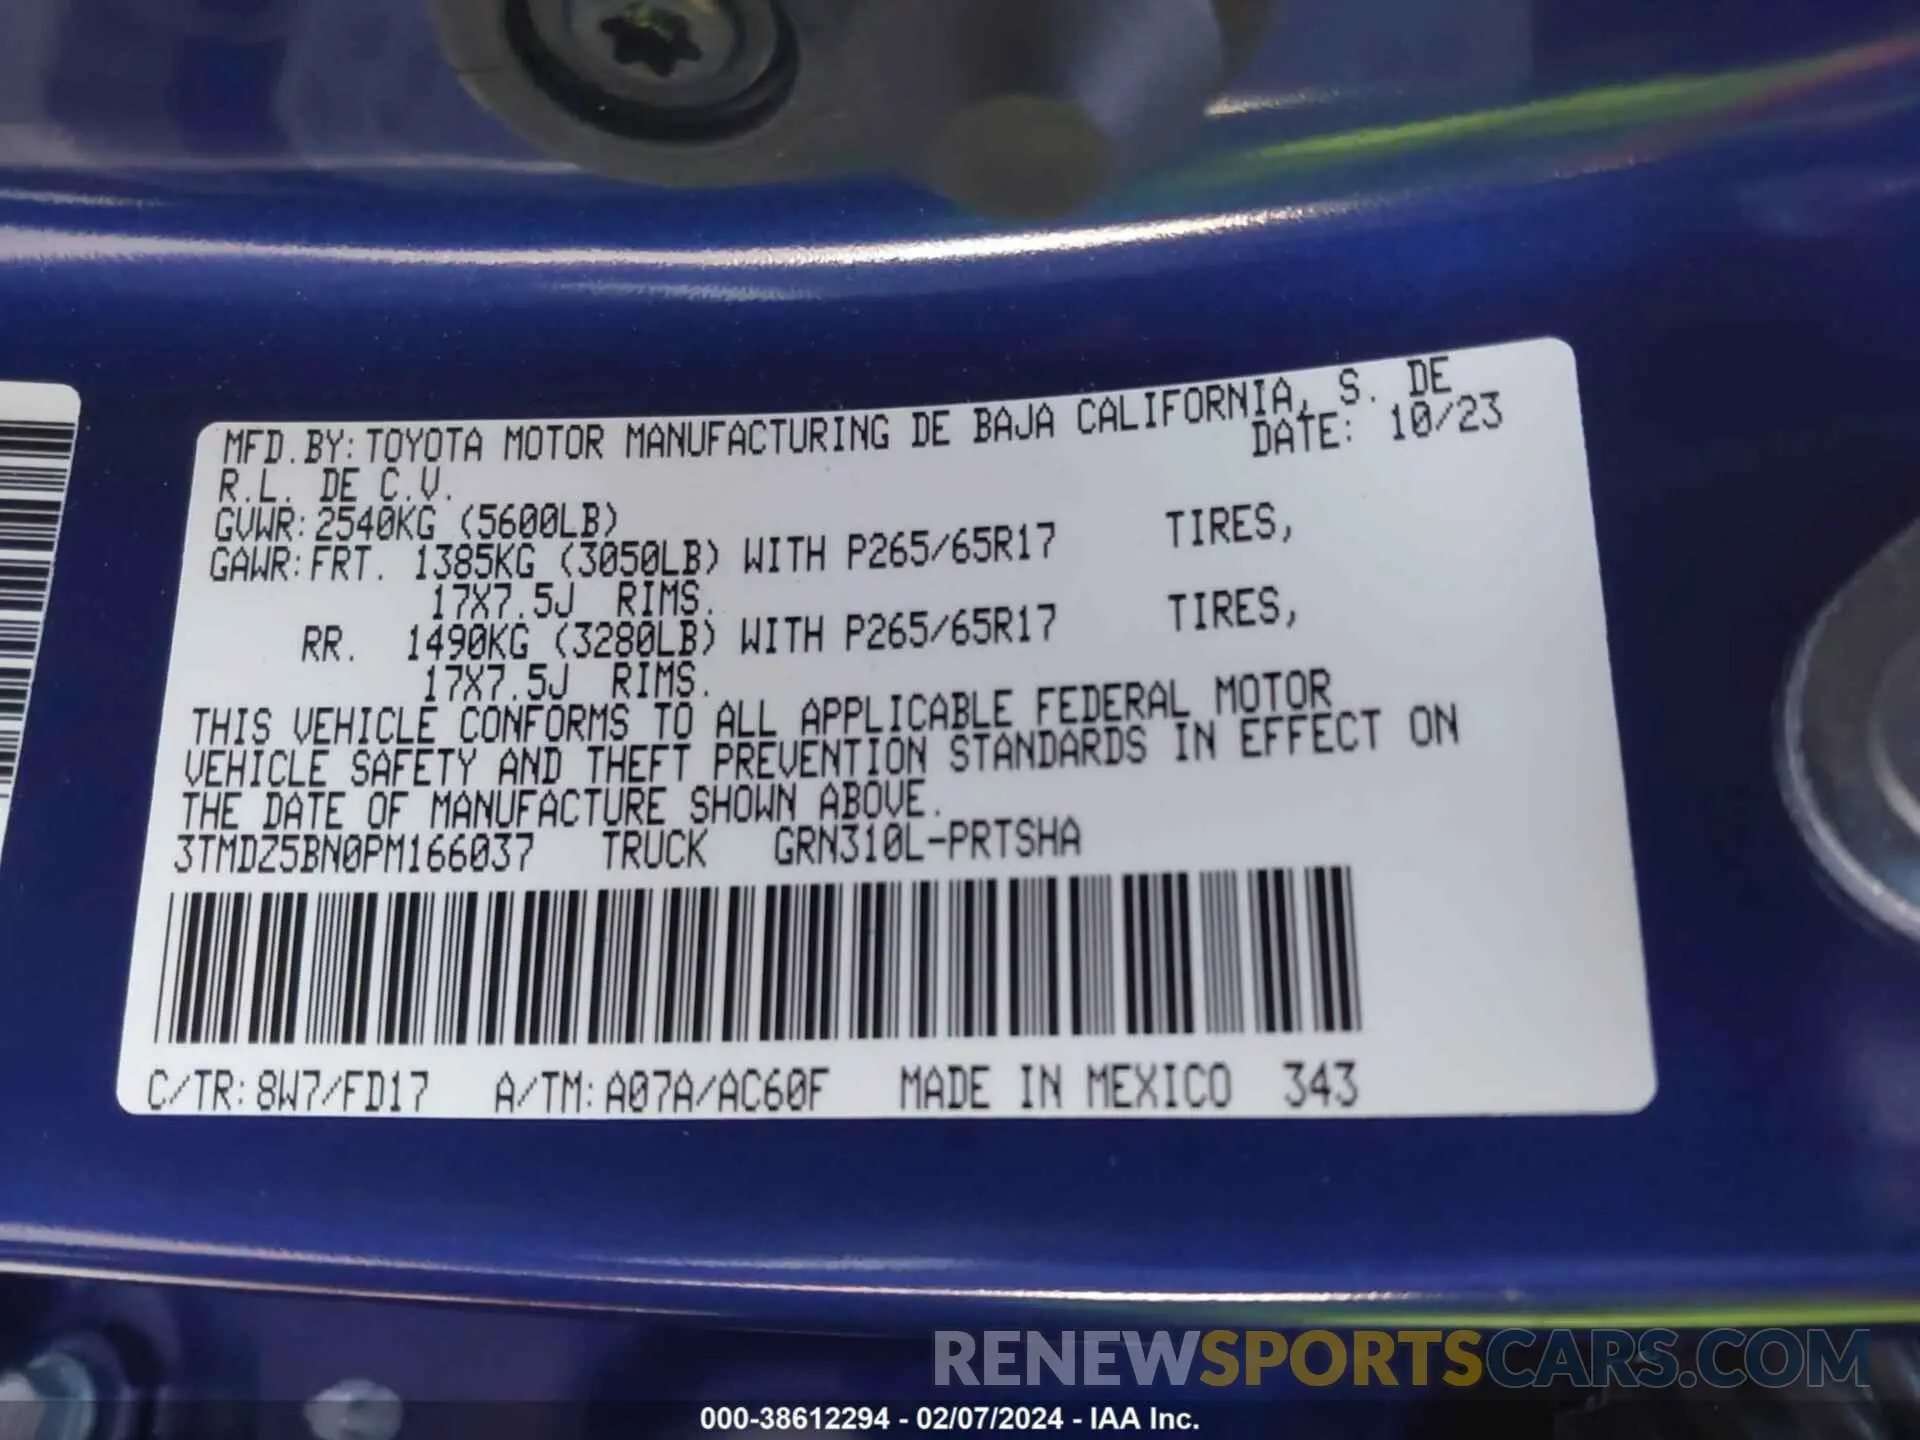 MFD.BY:TOYOTA MOTOR MANUFACTURING DE BAJA CALIFORNIA, S. DE
R.L. DE C.V. DATE: 10/23
GVWR:2540KG (5600LB)
GAWR:FRT. 1385KG (3050LB) WITH P265/65R17 TIRES,
17X7.5J RIMS.
RR. 1490KG (3280LB) WITH P265/65R17 TIRES,
17X7.5J RIMS.
THIS VEHICLE CONFORMS TO ALL APPLICABLE FEDERAL MOTOR
VEHICLE SAFETY AND THEFT PREVENTION STANDARDS IN EFFECT ON
THE DATE OF MANUFACTURE SHOWN ABOVE.
3TMDZ5BN0PM166037 TRUCK GRN310L-PRTSHA
C/TR:8W7/FD17 A/TM:A07A/AC60F MADE IN MEXICO 343
RENEWSPORTSCARS.COM
000-38612294 - 02/07/2024 - IAA Inc.